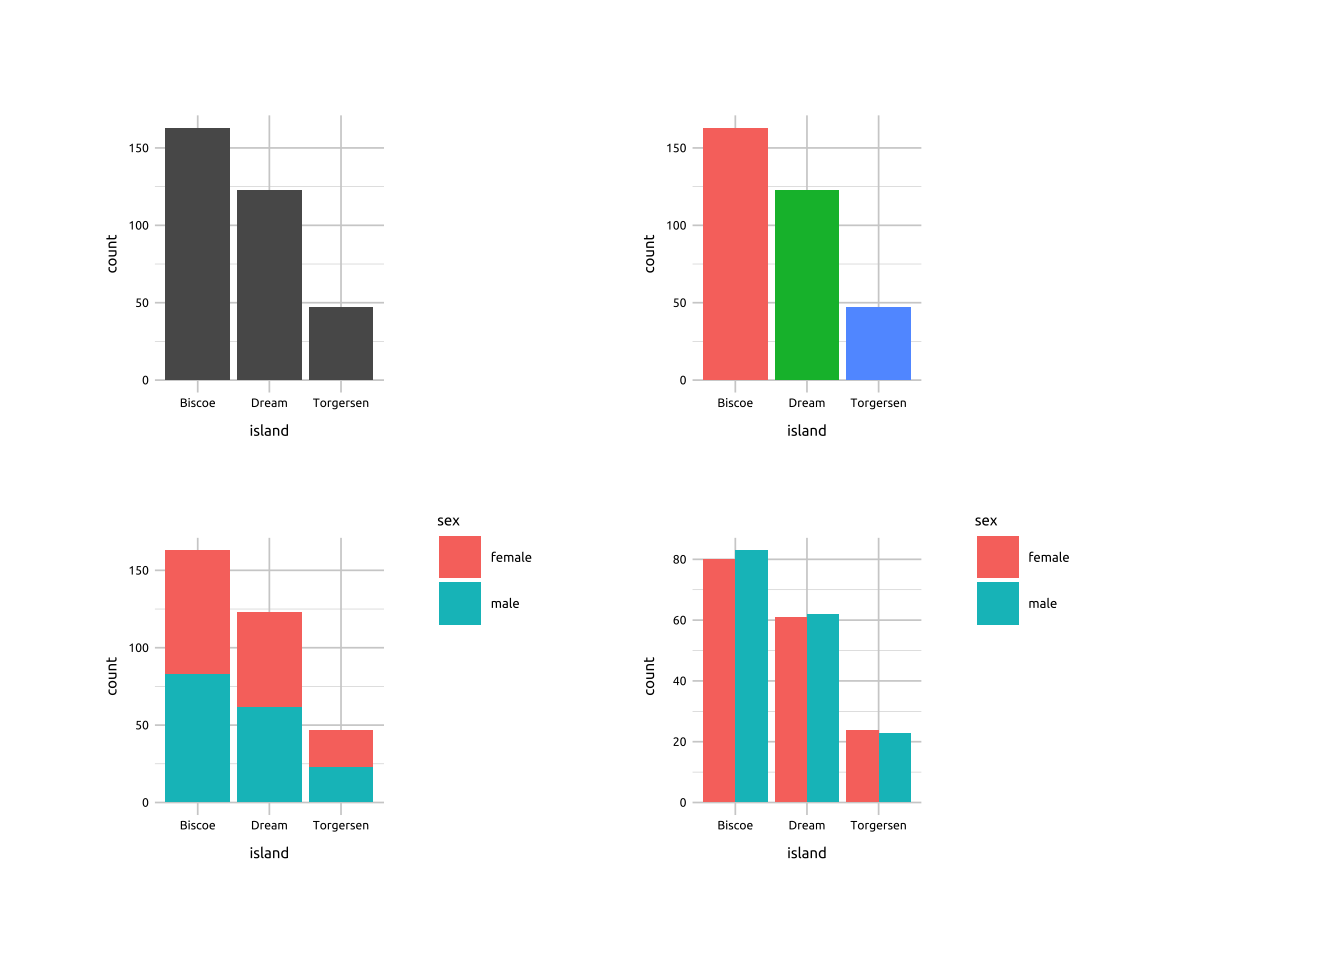 150
100
50
0
count
Biscoe Dream Torgersen
island
150
100
50
0
count
Biscoe Dream Torgersen
island
sex
female
male
150
100
50
0
count
Biscoe Dream Torgersen
island
sex
female
male
80
60
40
20
0
count
Biscoe Dream Torgersen
island